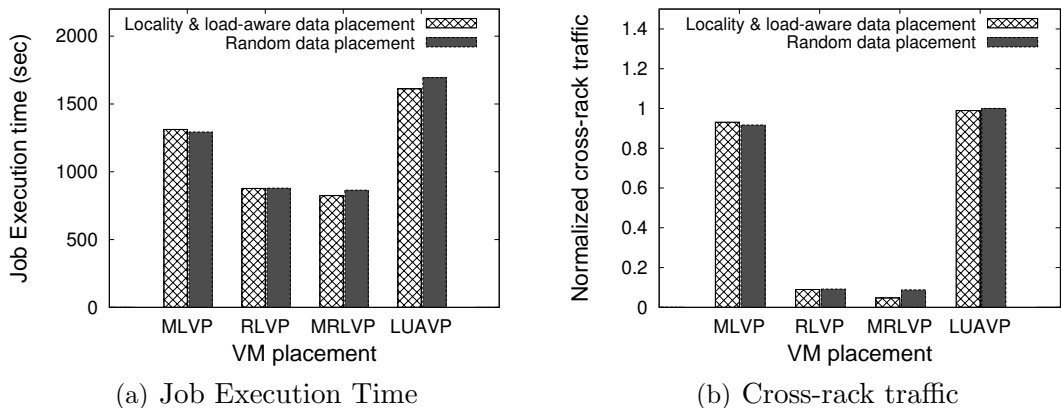 Job Execution time (sec)
2000
1500
1000
500
0
Locality & load-aware data placement
Random data placement
MLVP RLVP MRLVP LUAVP
VM placement
(a) Job Execution Time
Normalized cross-rack traffic
1.4
1.2
1
0.8
0.6
0.4
0.2
0
Locality & load-aware data placement
Random data placement
MLVP RLVP MRLVP LUAVP
VM placement
(b) Cross-rack traffic